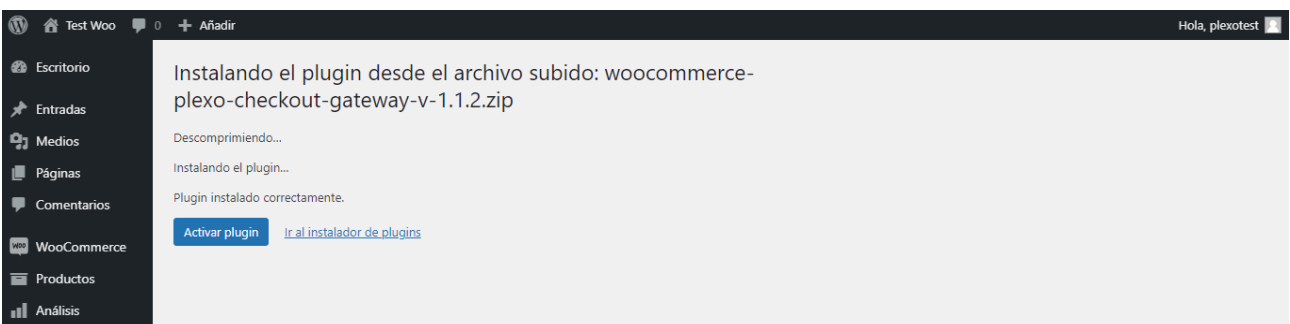 Test Woo 0 Añadir Hola, plexotest
Escritorio
Entradas
Medios
Páginas
Comentarios
WooCommerce
Productos
Análisis
Instalando el plugin desde el archivo subido: woocommerce-
plexo-checkout-gateway-v-1.1.2.zip
Descomprimiendo...
Instalando el plugin...
Plugin instalado correctamente.
Activar plugin Ir al instalador de plugins